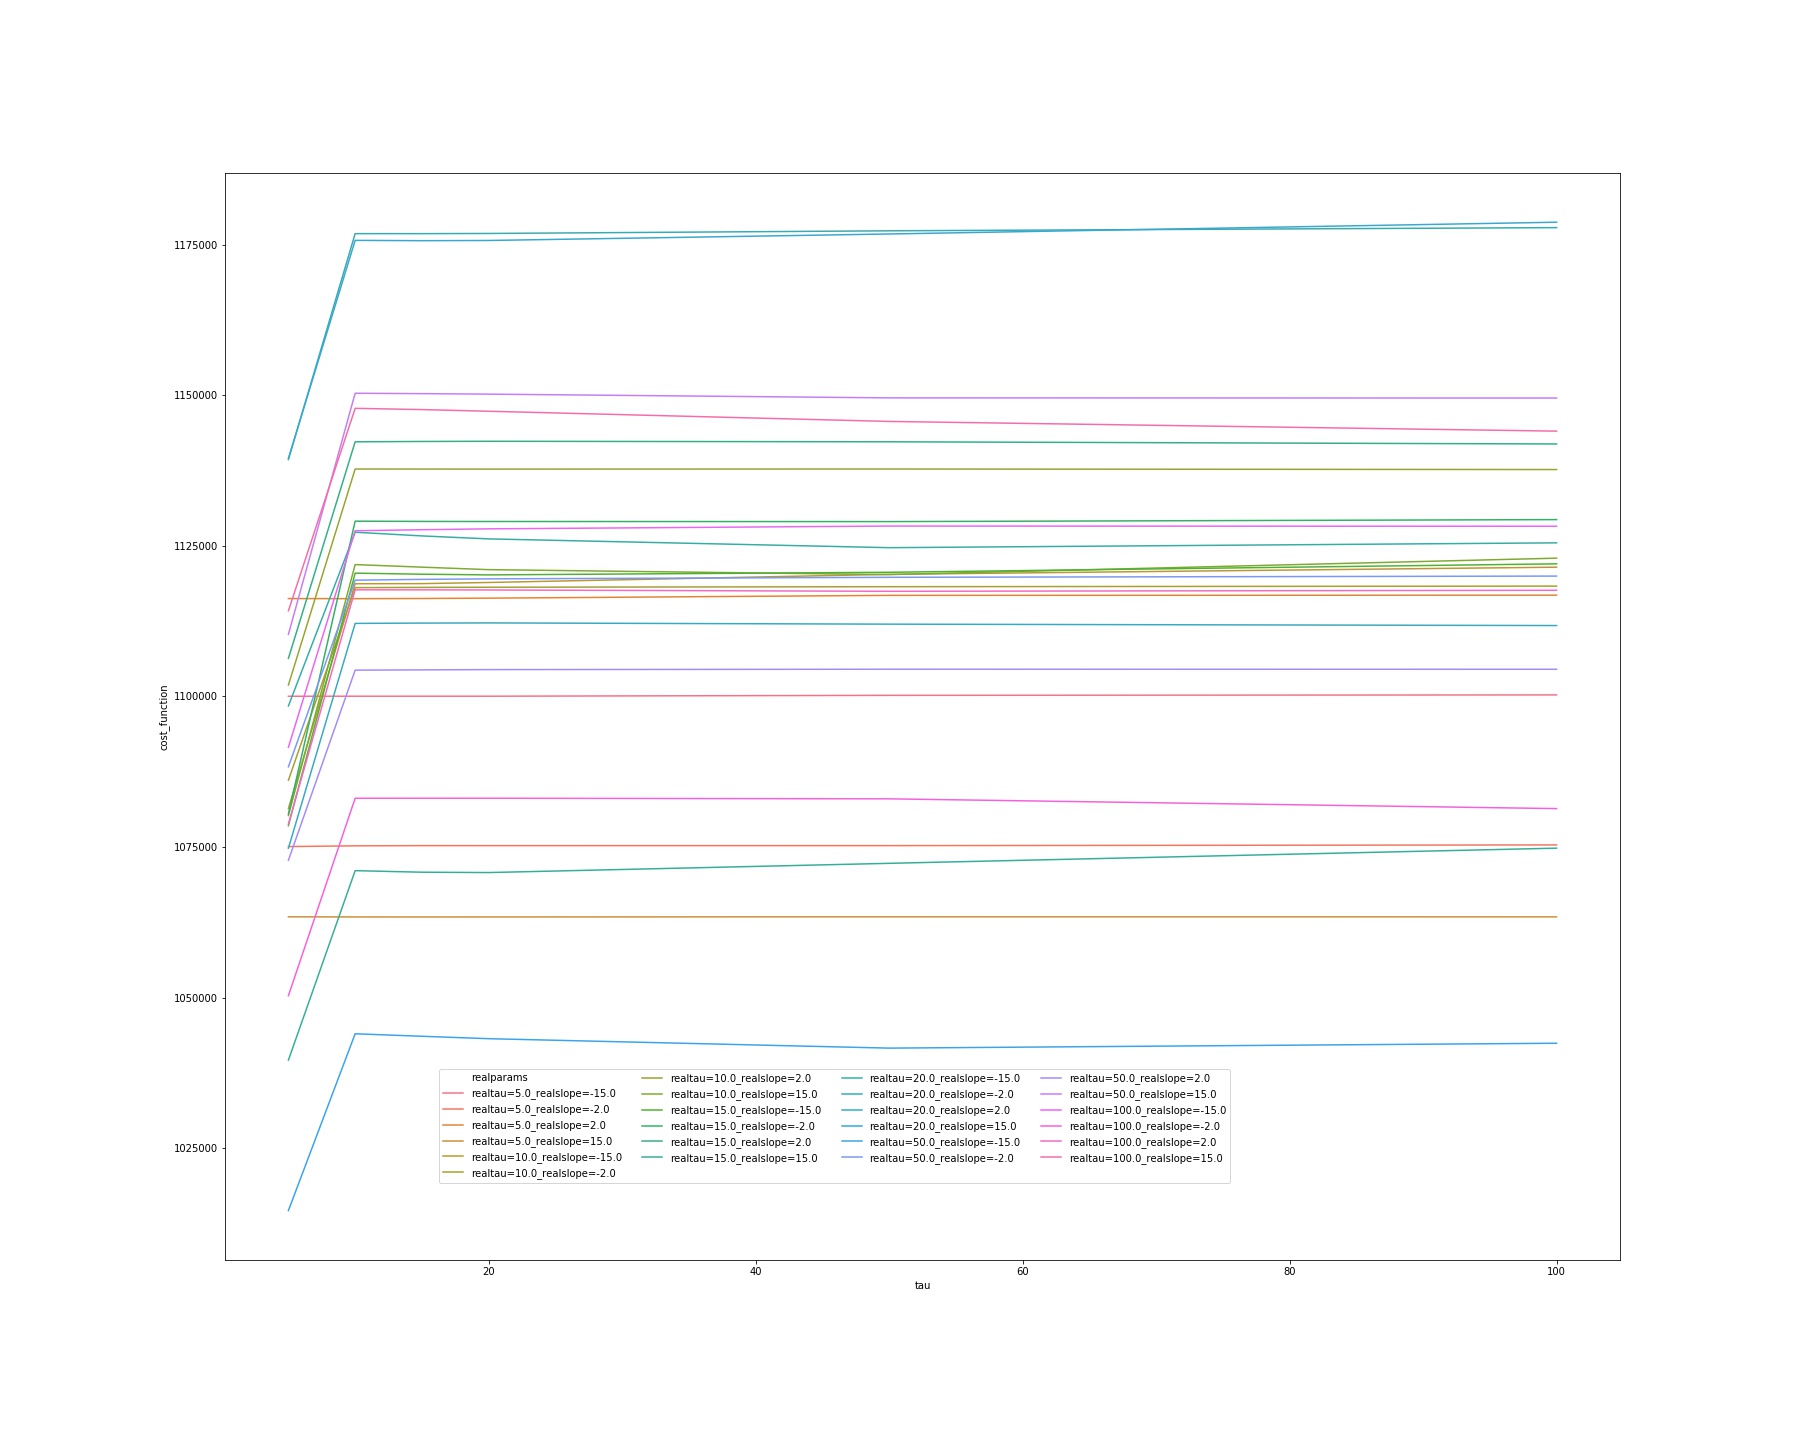 1175000
1150000
1125000
1100000
1075000
1050000
1025000
cost_function
20
40
60
80
100
tau
realparams
realtau=5.0_realslope=-15.0
realtau=5.0_realslope=-2.0
realtau=5.0_realslope=2.0
realtau=5.0_realslope=15.0
realtau=10.0_realslope=-15.0
realtau=10.0_realslope=-2.0
realtau=10.0_realslope=2.0
realtau=10.0_realslope=15.0
realtau=15.0_realslope=-15.0
realtau=15.0_realslope=-2.0
realtau=15.0_realslope=2.0
realtau=15.0_realslope=15.0
realtau=20.0_realslope=-15.0
realtau=20.0_realslope=-2.0
realtau=20.0_realslope=2.0
realtau=20.0_realslope=15.0
realtau=50.0_realslope=-15.0
realtau=50.0_realslope=-2.0
realtau=50.0_realslope=2.0
realtau=50.0_realslope=15.0
realtau=100.0_realslope=-15.0
realtau=100.0_realslope=-2.0
realtau=100.0_realslope=2.0
realtau=100.0_realslope=15.0